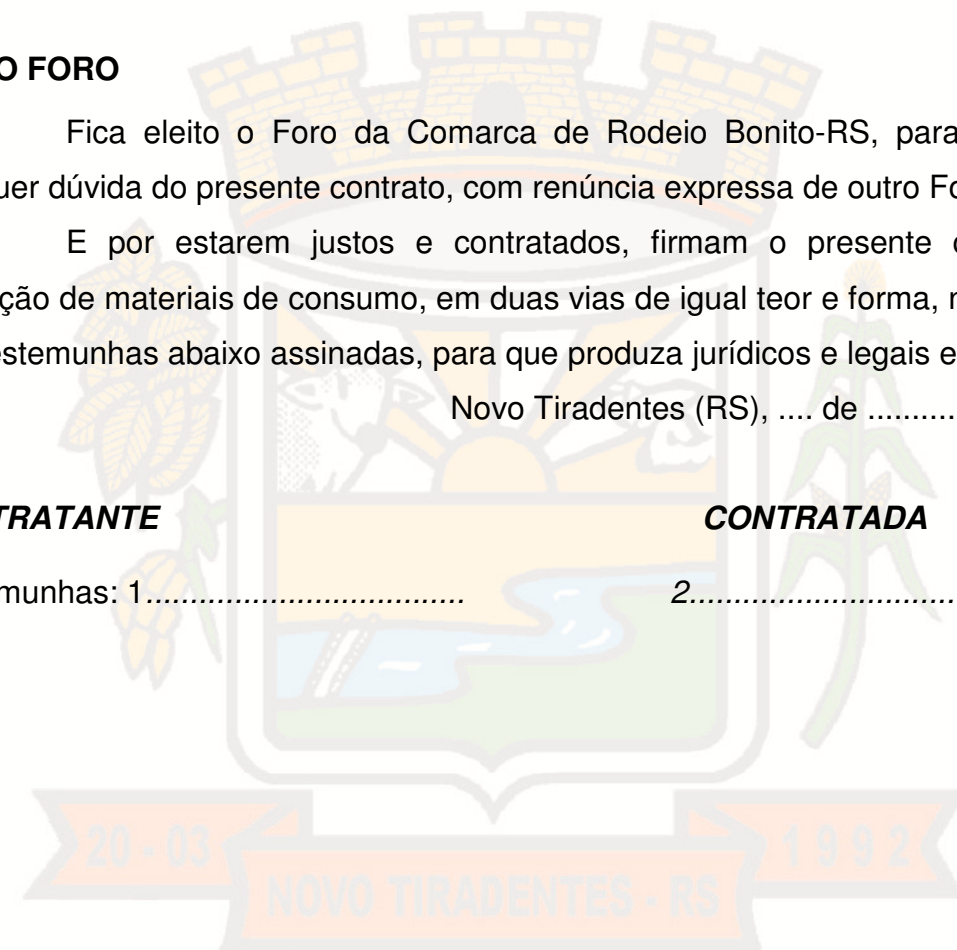 O FORO
Fica eleito o Foro da Comarca de Rodeio Bonito-RS, para
uer dúvida do presente contrato, com renúncia expressa de outro Fo
E por estarem justos e contratados, firmam o presente
ção de materiais de consumo, em duas vias de igual teor e forma,
estemunhas abaixo assinadas, para que produza jurídicos e legais e
Novo Tiradentes (RS), .... de ..........
TRATANTE CONTRATADA
munhas: 1.................................... 2..............................
20 - 03 1992
NOVO TIRADENTES - RS